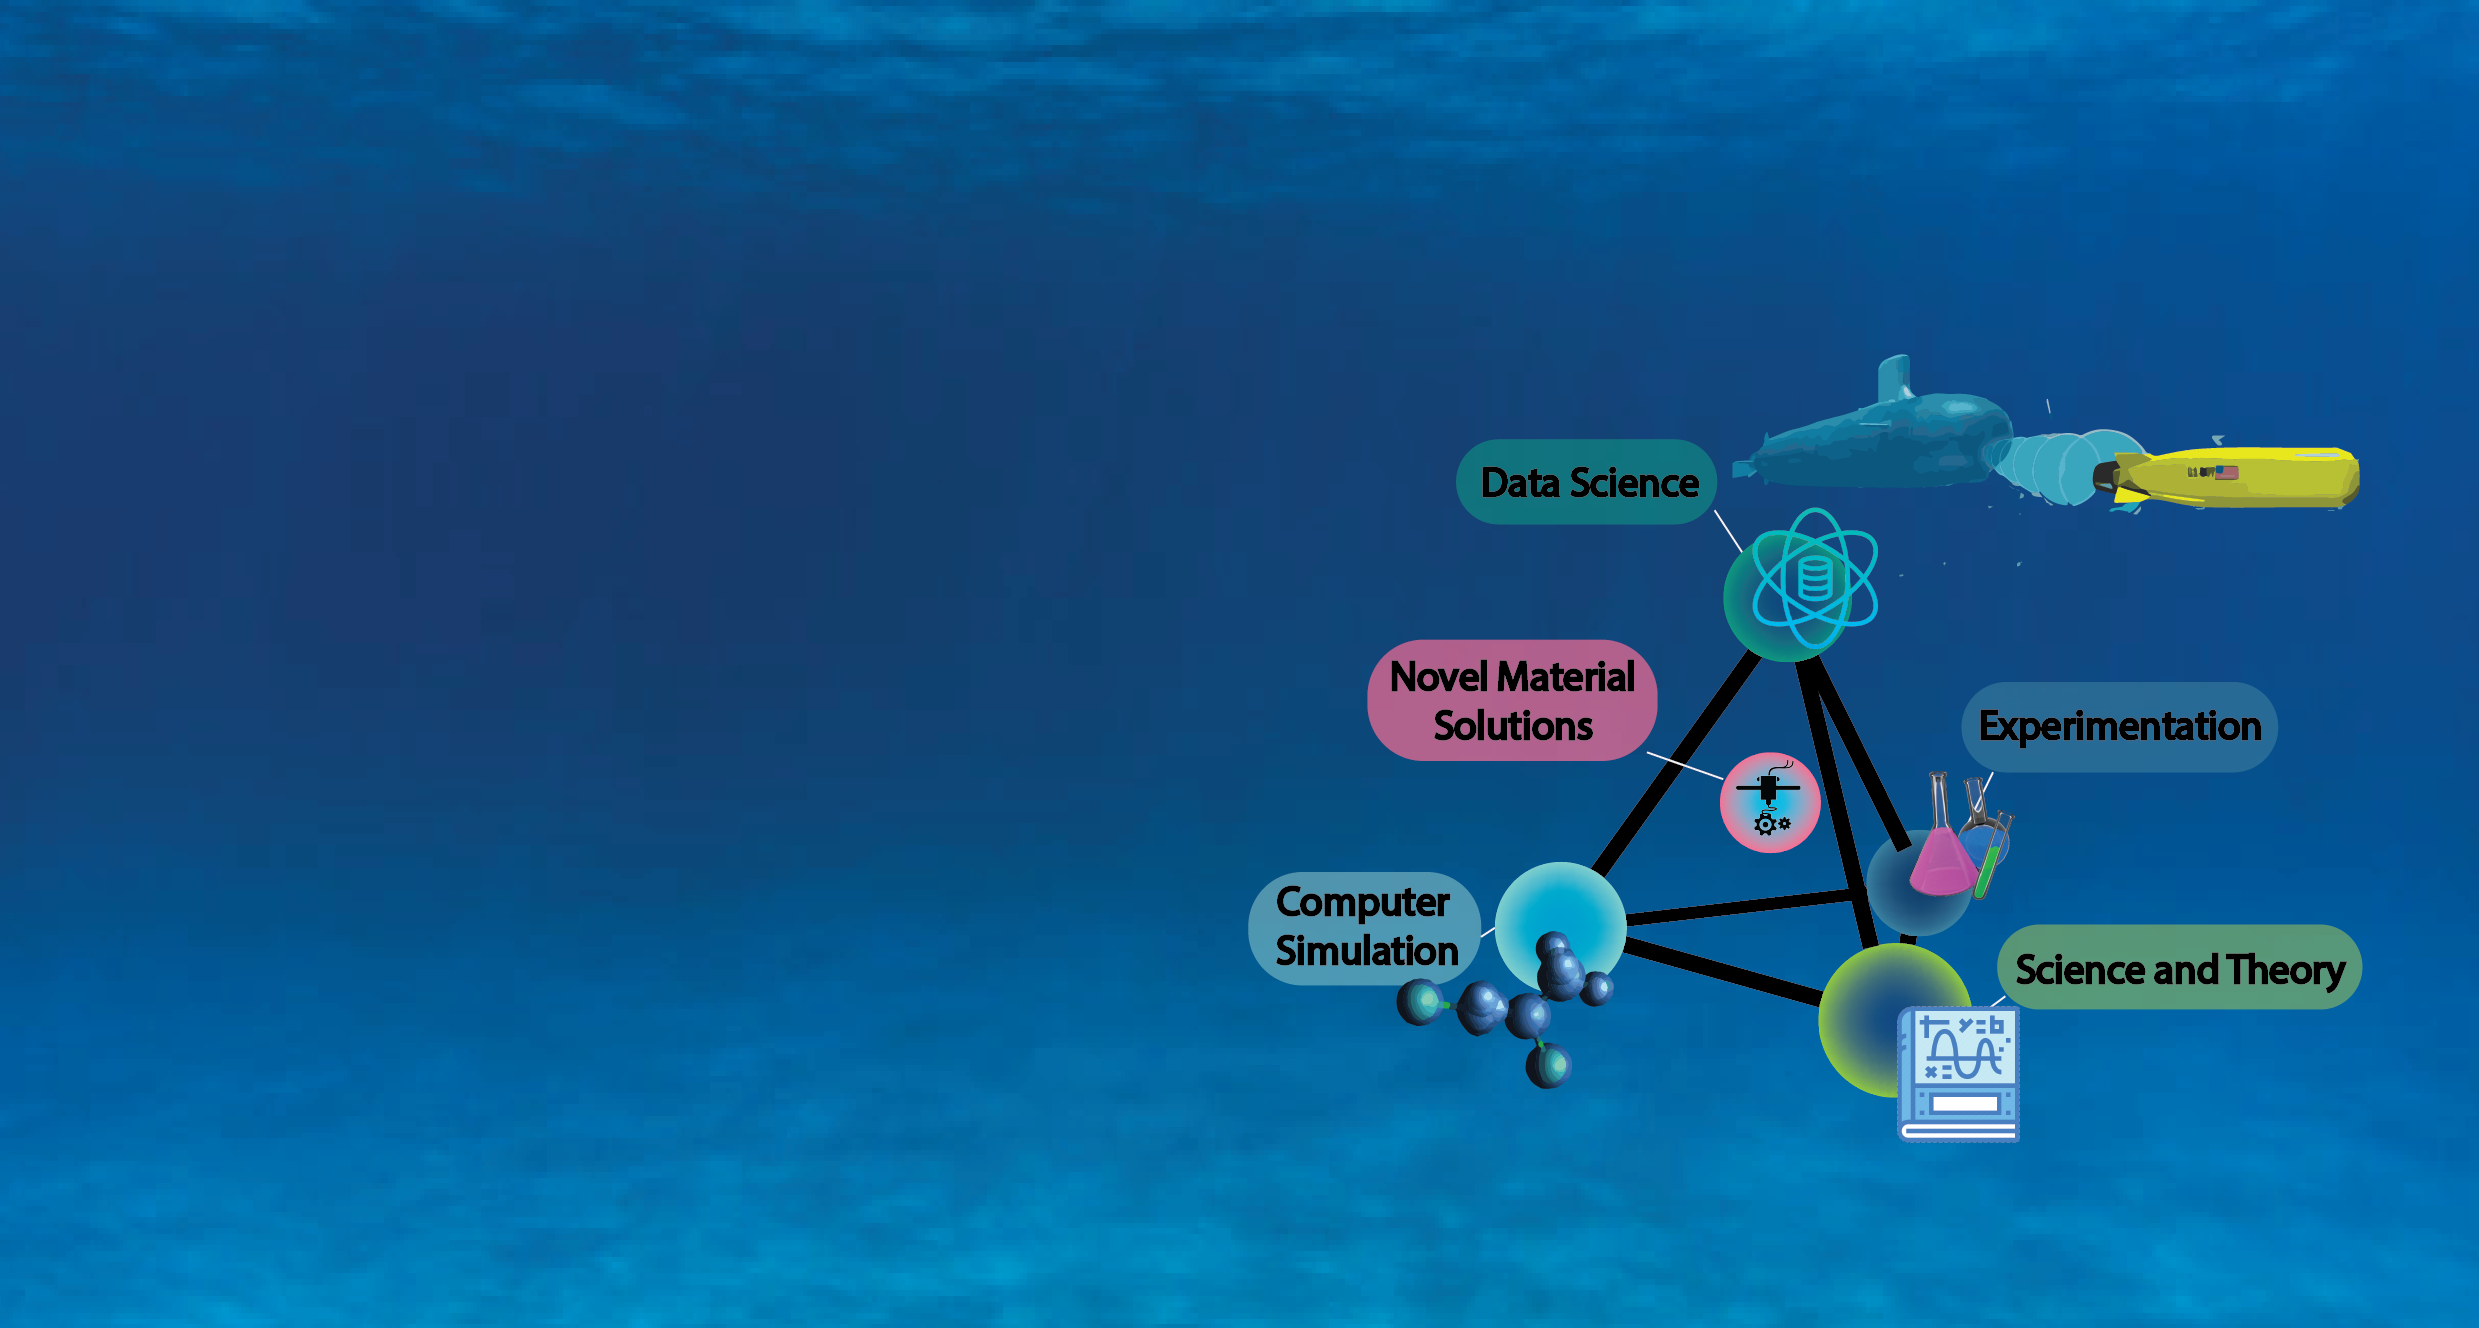 Data Science
Novel Material
Solutions
Experimentation
Computer
Simulation
Science and Theory